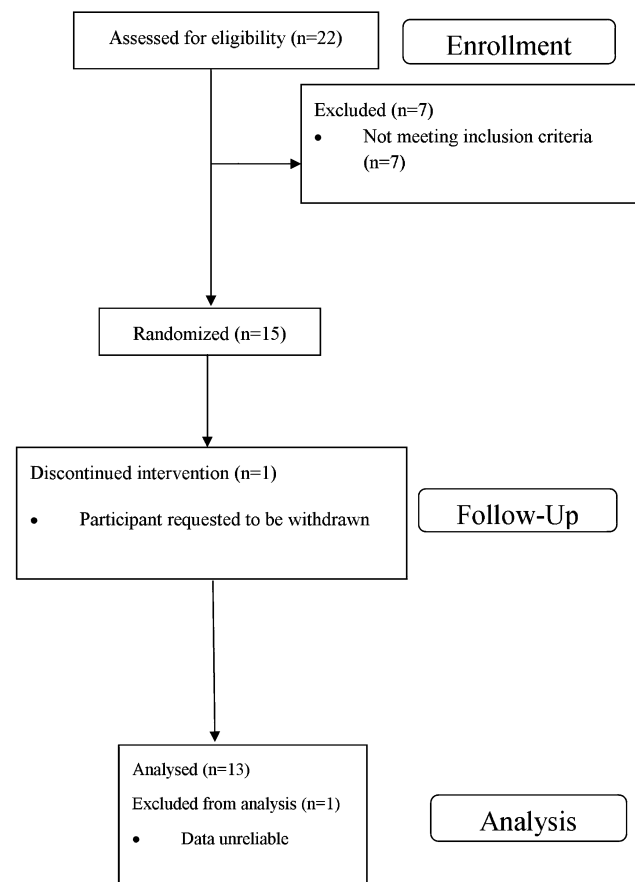 Assessed for eligibility (n=22)
Enrollment
Excluded (n=7)
• Not meeting inclusion criteria
(n=7)
Randomized (n=15)
Discontinued intervention (n=1)
• Participant requested to be withdrawn
Follow-Up
Analysed (n=13)
Excluded from analysis (n=1)
• Data unreliable
Analysis